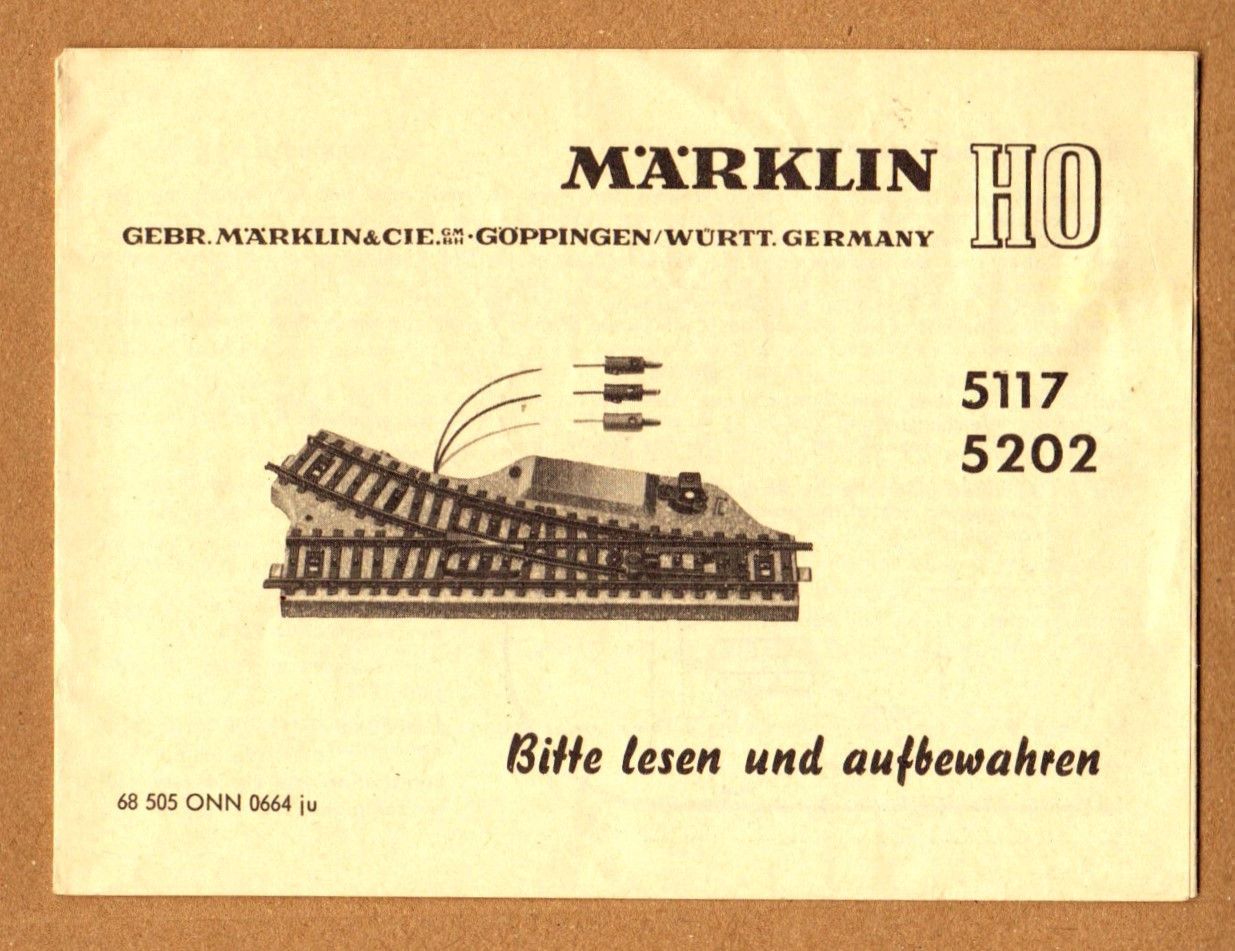 MÄRKLIN HO
GEBR. MÄRKLIN & CIE. GMBH · GÖPPINGEN/WÜRTT. GERMANY
5117
5202
Bitte lesen und aufbewahren
68 505 ONN 0664 ju